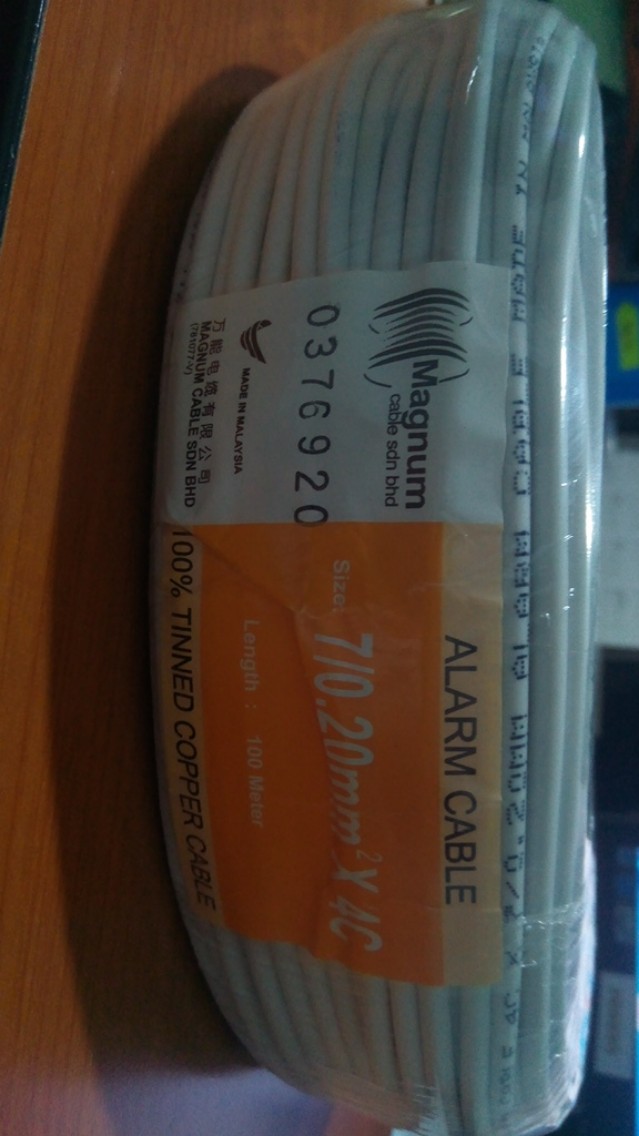 Magnum
cable sdn bhd
0376920
MADE IN MALAYSIA
万能电缆有限公司
MAGNUM CABLE SDN BHD
(781077-V)
ALARM CABLE
Size: 7/0.20mm² X 4C
Length : 100 Meter
100% TINNED COPPER CABLE